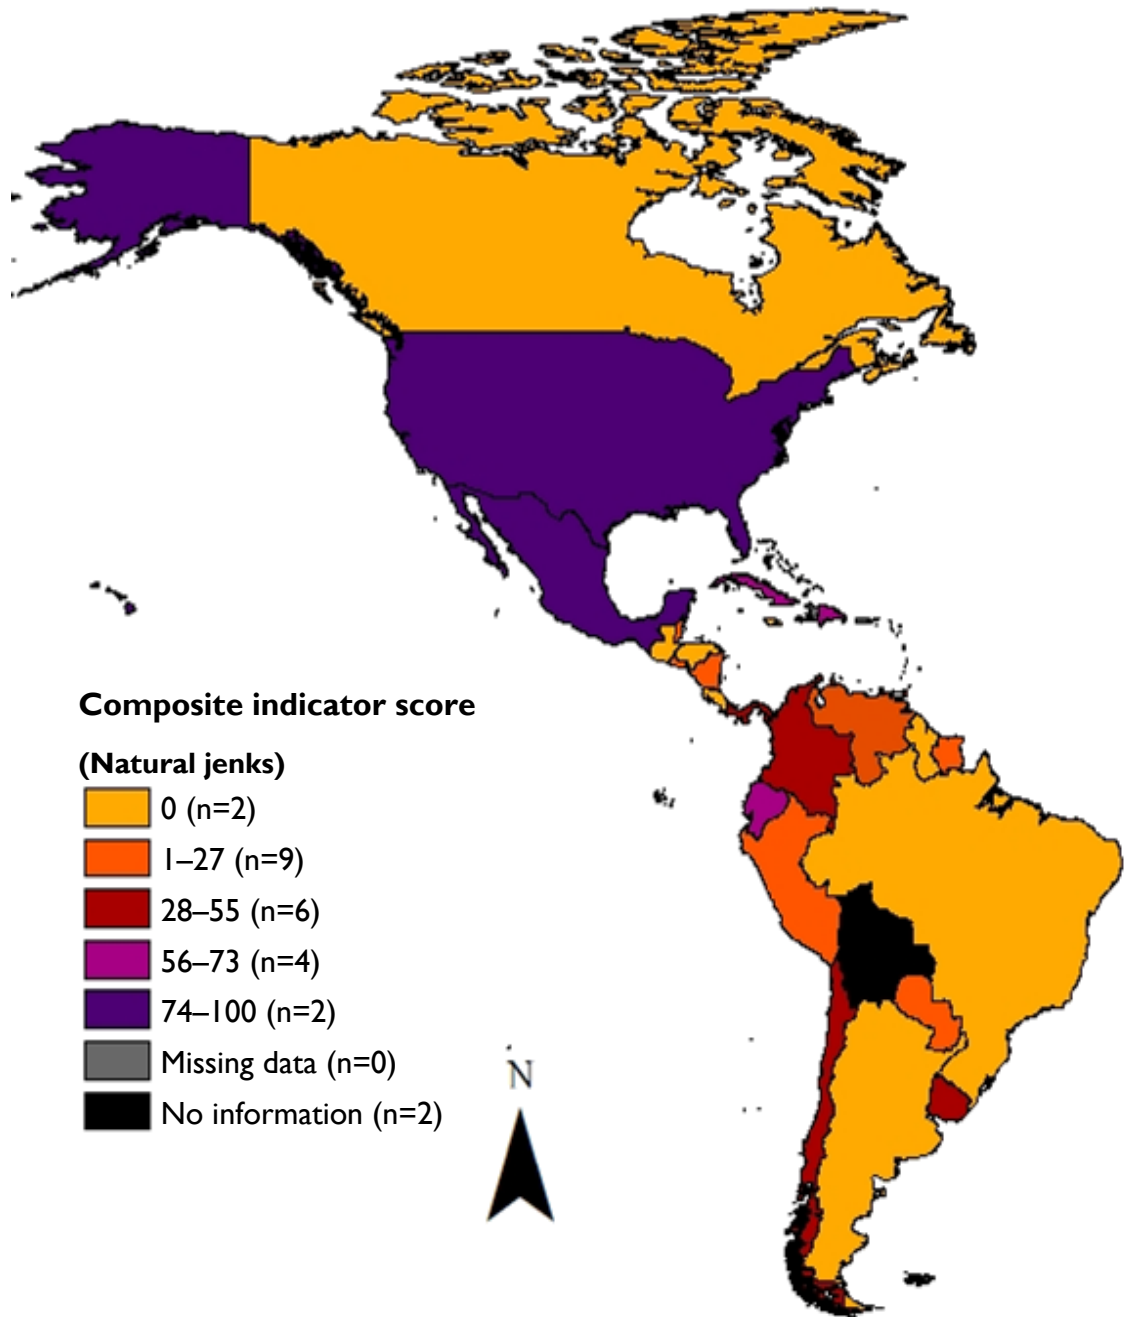 Composite indicator score
(Natural jenks)
0 (n=2)
1–27 (n=9)
28–55 (n=6)
56–73 (n=4)
74–100 (n=2)
Missing data (n=0)
No information (n=2)
N